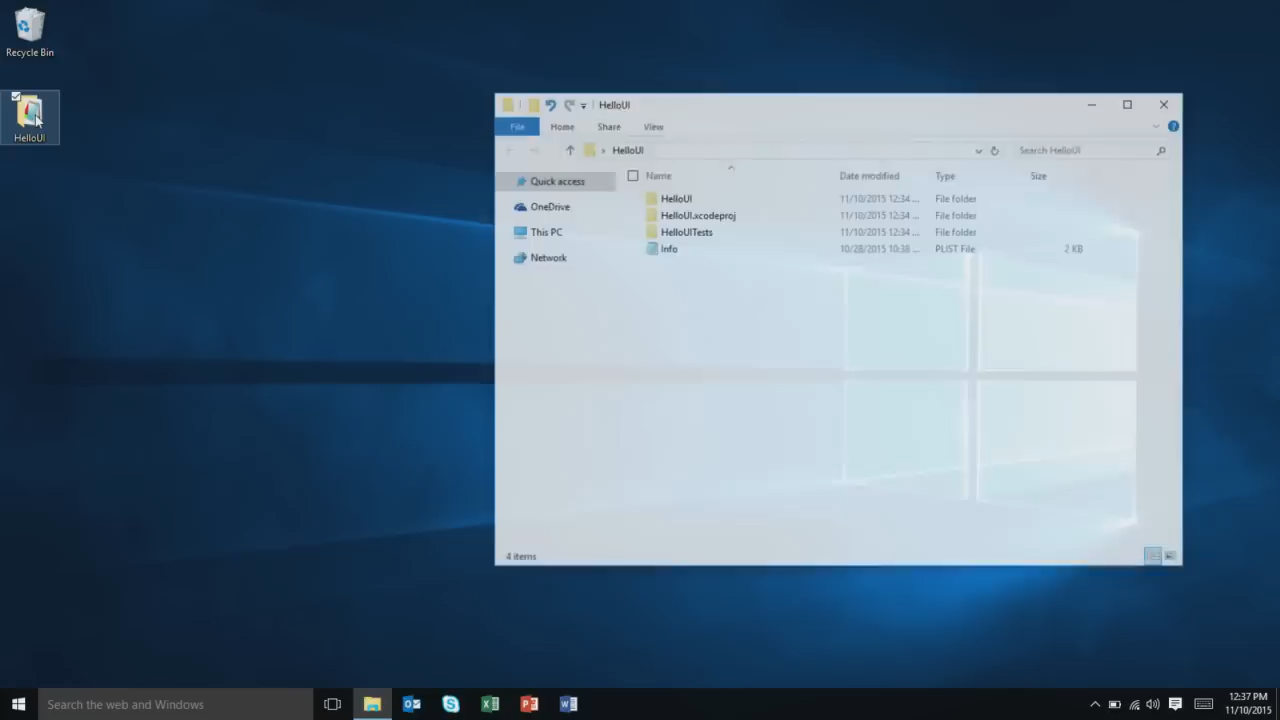 Recycle Bin
HelloUI
HelloUI
File Home Share View
HelloUI
Search HelloUI
Quick access
OneDrive
This PC
Network
Name Date modified Type Size
HelloUI 11/10/2015 12:34 ... File folder
HelloUI.xcodeproj 11/10/2015 12:34 ... File folder
HelloUITests 11/10/2015 12:34 ... File folder
Info 10/28/2015 10:38 ... PLIST File 2 KB
4 items
Search the web and Windows
12:37 PM
11/10/2015